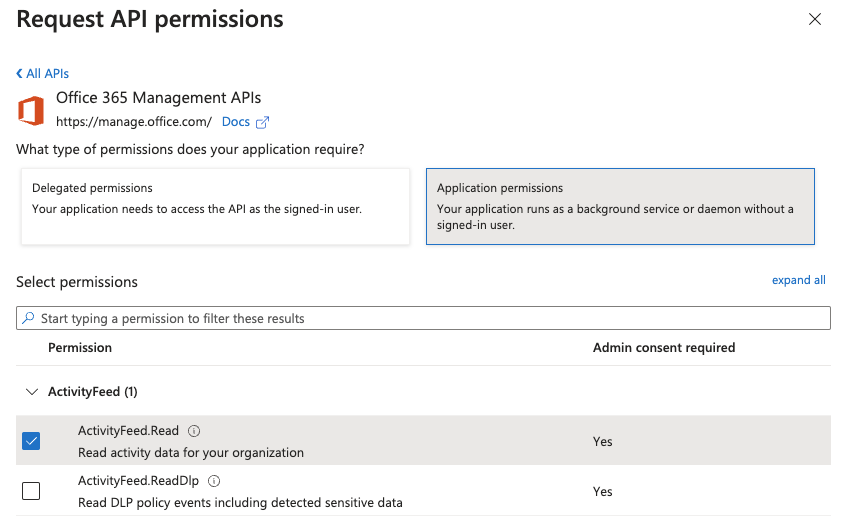 Request API permissions
All APIs
Office 365 Management APIs
https://manage.office.com/ Docs
What type of permissions does your application require?
Delegated permissions
Your application needs to access the API as the signed-in user.
Application permissions
Your application runs as a background service or daemon without a
signed-in user.
Select permissions
expand all
Start typing a permission to filter these results
Permission
Admin consent required
ActivityFeed (1)
ActivityFeed.Read
Read activity data for your organization
Yes
ActivityFeed.ReadDlp
Read DLP policy events including detected sensitive data
Yes